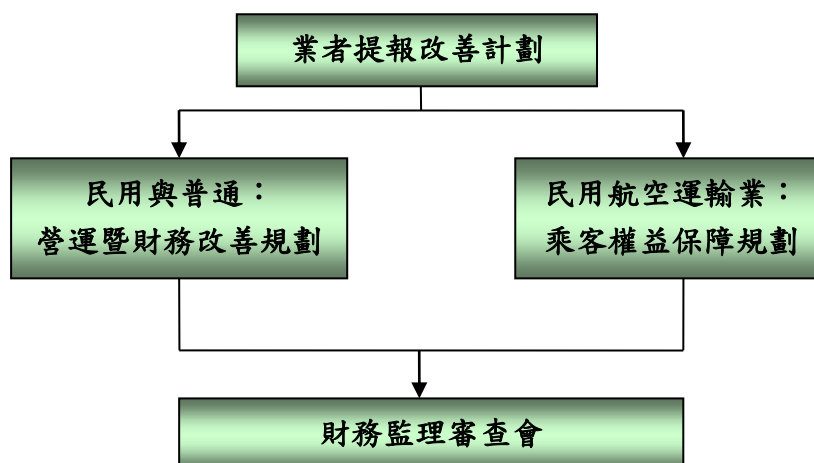 業者提報改善計劃
民用與普通：
營運暨財務改善規劃
民用航空運輸業：
乘客權益保障規劃
財務監理審查會